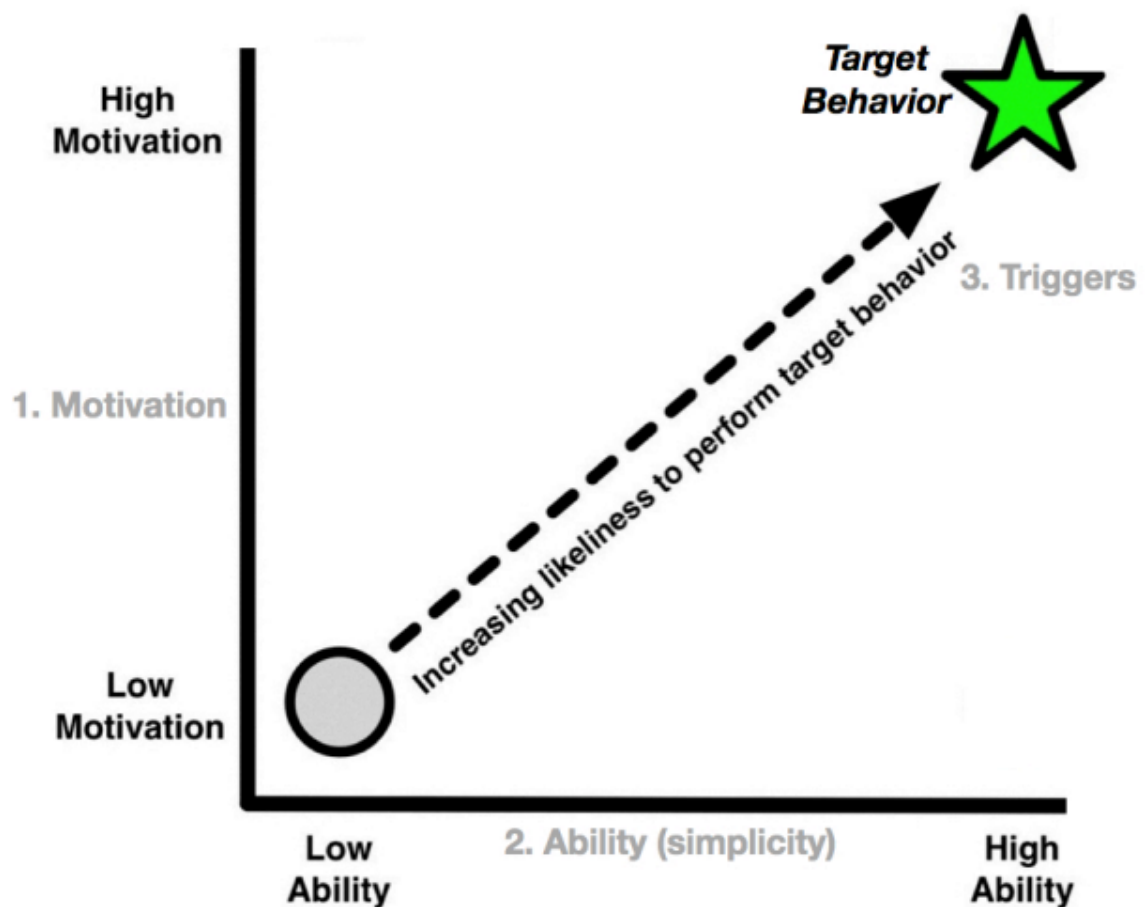 Target
Behavior
High
Motivation
3. Triggers
1. Motivation
Increasing likeliness to perform target behavior
Low
Motivation
2. Ability (simplicity)
Low
Ability
High
Ability